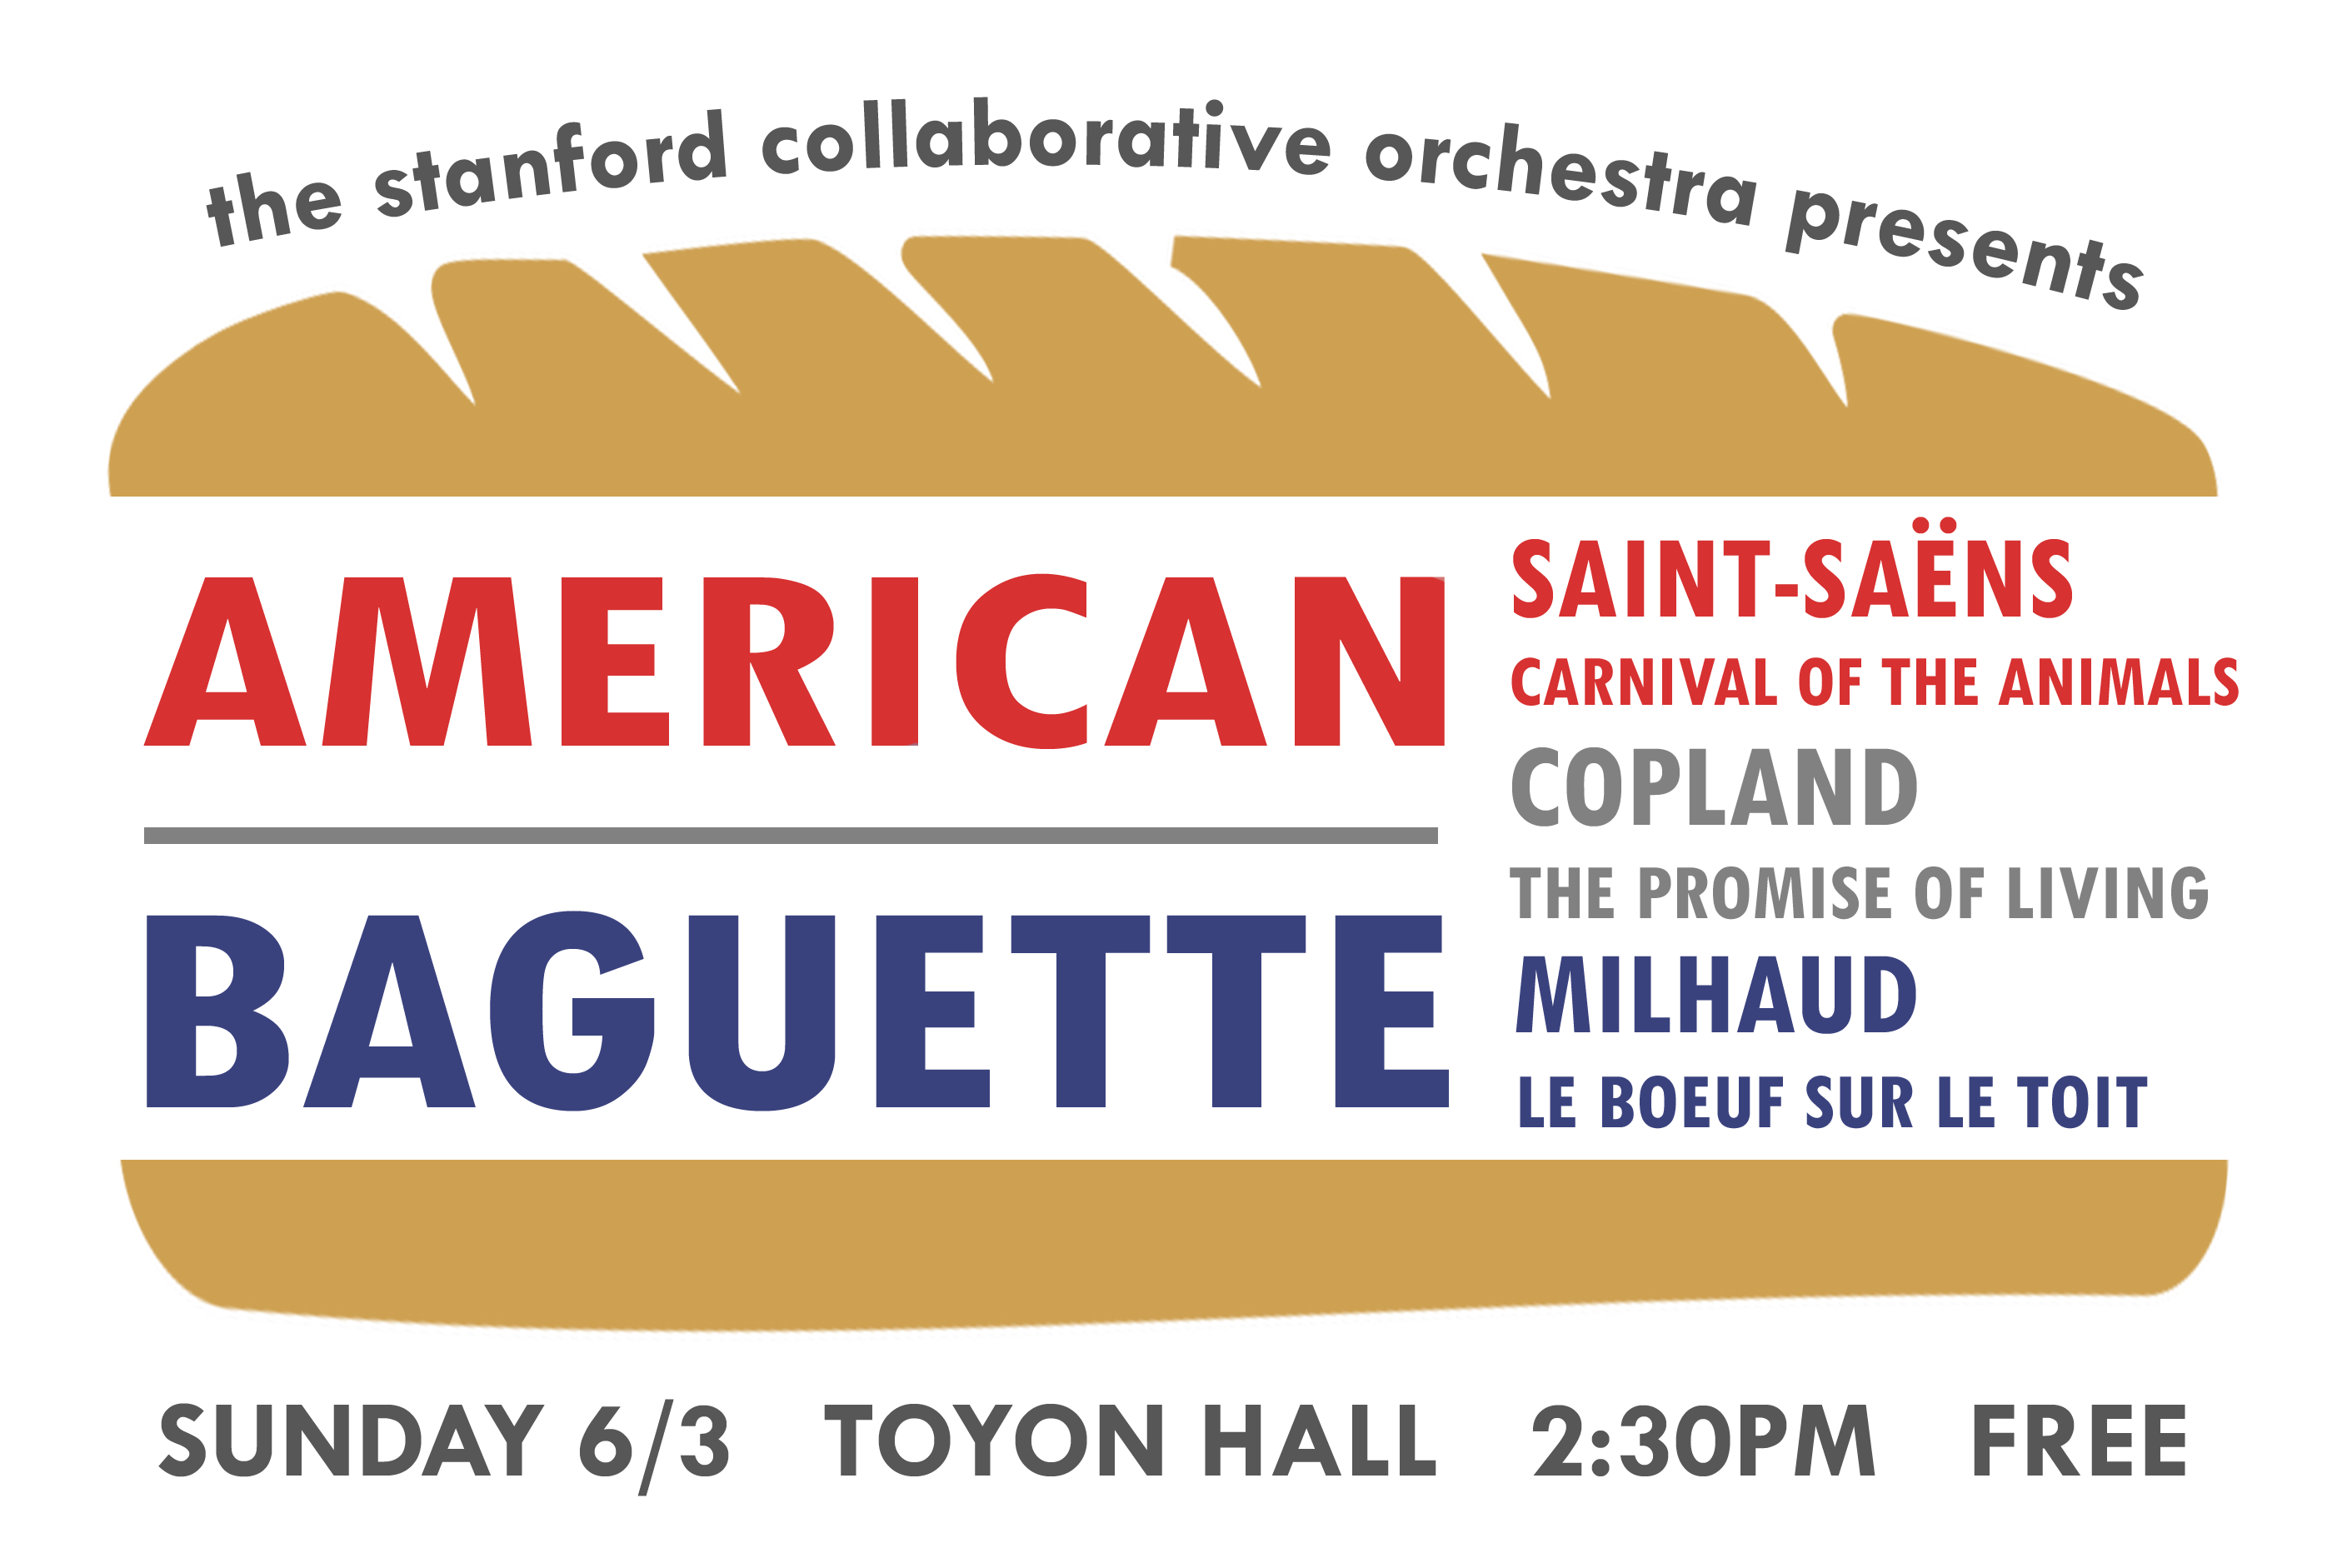 the stanford collaborative orchestra presents
AMERICAN
BAGUETTE
SAINT-SAËNS
CARNIVAL OF THE ANIMALS
COPLAND
THE PROMISE OF LIVING
MILHAUD
LE BOEUF SUR LE TOIT
SUNDAY 6/3 TOYON HALL 2:30PM FREE